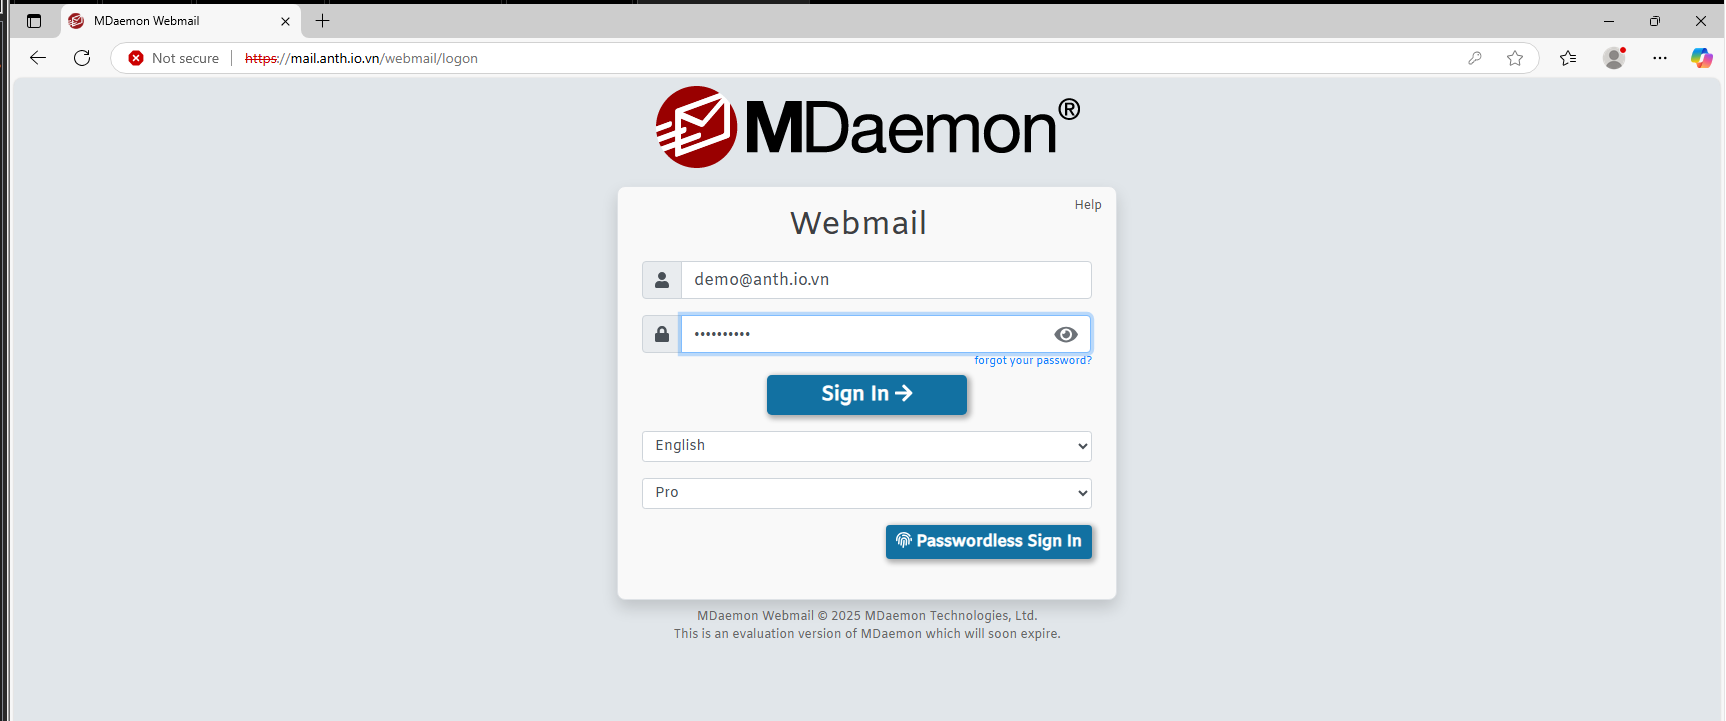 MDaemon Webmail
Not secure https://mail.anth.io.vn/webmail/logon
MDaemon®
Help
Webmail
demo@anth.io.vn
••••••••••
forgot your password?
Sign In →
English
Pro
Passwordless Sign In
MDaemon Webmail © 2025 MDaemon Technologies, Ltd.
This is an evaluation version of MDaemon which will soon expire.